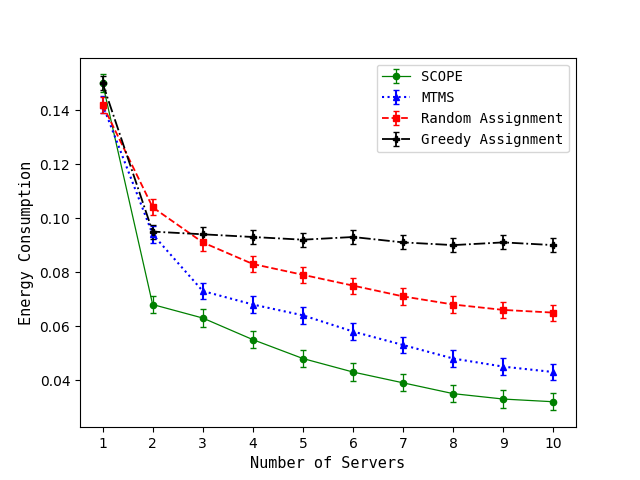 SCOPE
MTMS
Random Assignment
Greedy Assignment
Energy Consumption
0.14
0.12
0.10
0.08
0.06
0.04
1 2 3 4 5 6 7 8 9 10
Number of Servers